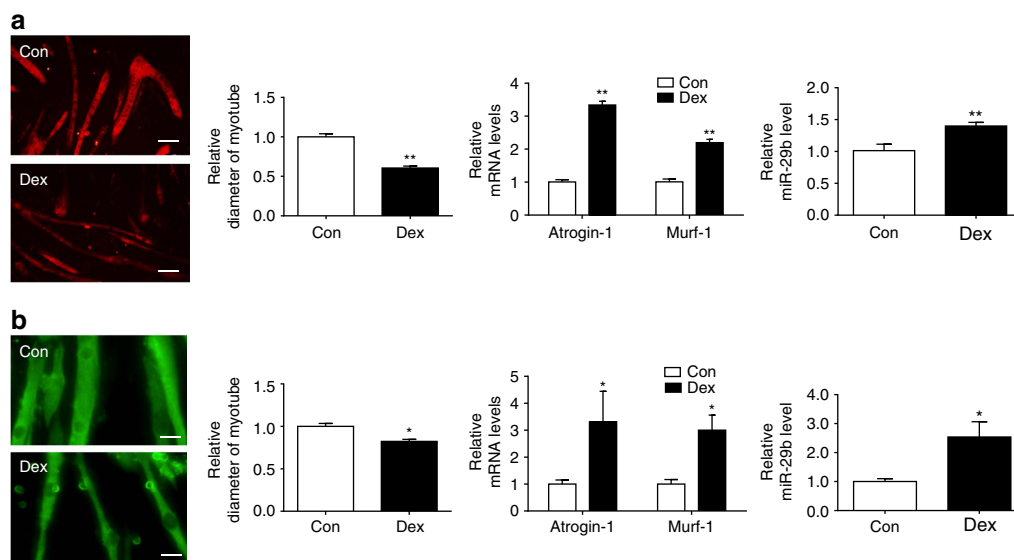 a
Con
Dex
Relative
diameter of myotube
1.5
1.0
0.5
0.0
**
Con
Dex
Relative
mRNA levels
4
3
2
1
0
Con
Dex
**
**
Atrogin-1
Murf-1
Relative
miR-29b level
2.0
1.5
1.0
0.5
0.0
**
Con
Dex
b
Con
Dex
Relative
diameter of myotube
1.5
1.0
0.5
0.0
*
Con
Dex
Relative
mRNA levels
5
4
3
2
1
0
Con
Dex
*
*
Atrogin-1
Murf-1
Relative
miR-29b level
4.0
3.0
2.0
1.0
0.0
*
Con
Dex